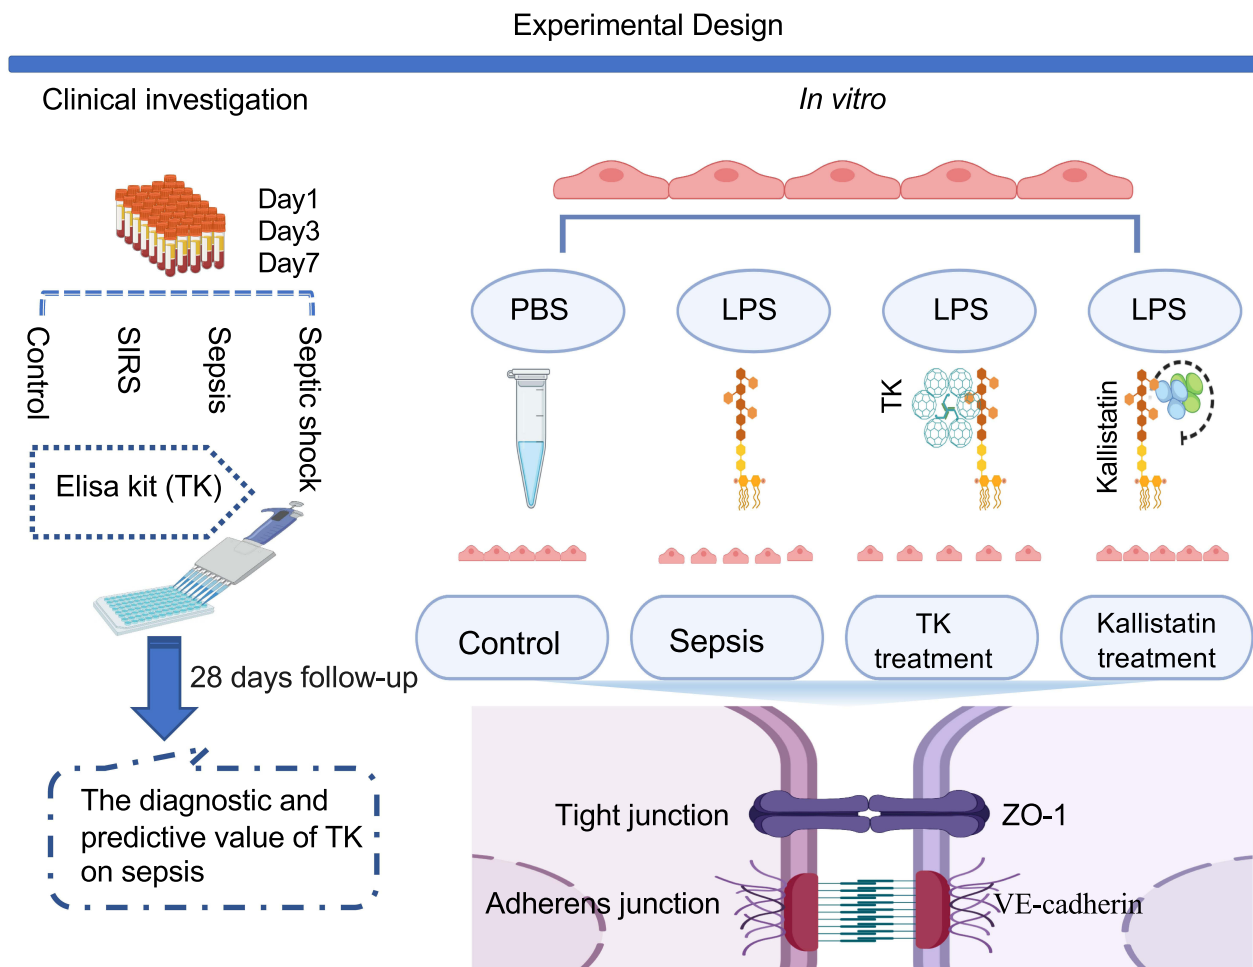 Experimental Design
Clinical investigation
Day1
Day3
Day7
Control
SIRS
Sepsis
Septic shock
Elisa kit (TK)
28 days follow-up
The diagnostic and
predictive value of TK
on sepsis
In vitro
PBS
LPS
LPS
LPS
TK
Kallistatin
Control
Sepsis
TK
treatment
Kallistatin
treatment
Tight junction
ZO-1
Adherens junction
VE-cadherin